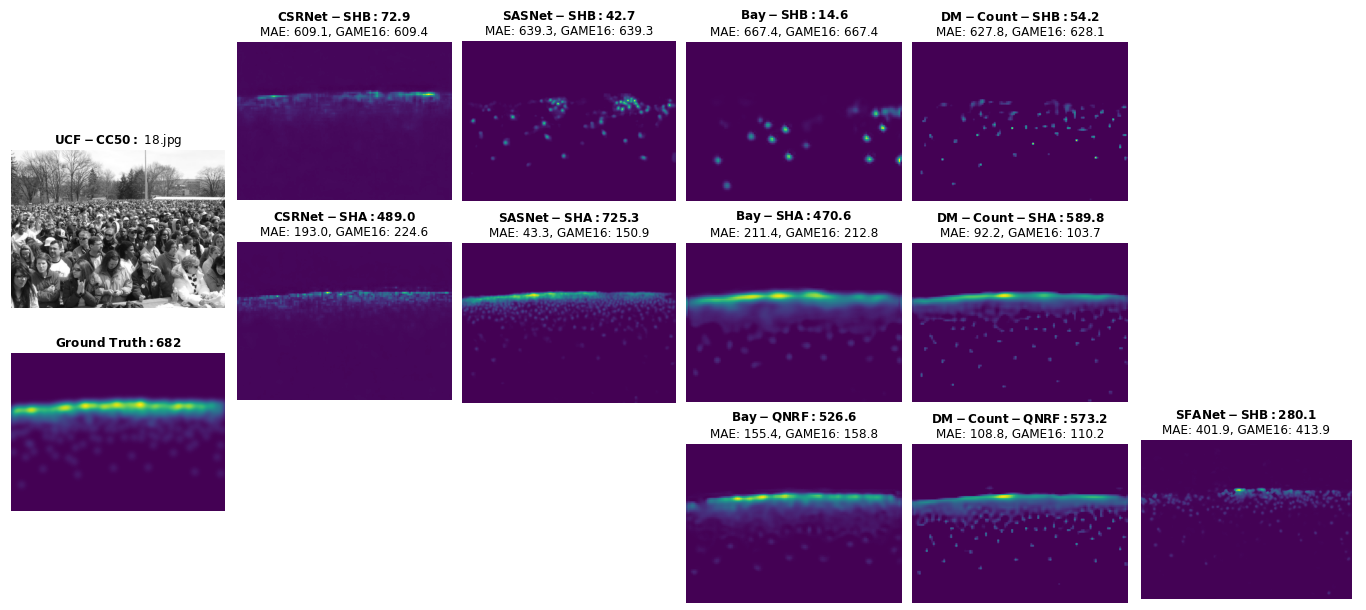 CSRNet−SHB: 72.9
MAE: 609.1, GAME16: 609.4
SASNet−SHB: 42.7
MAE: 639.3, GAME16: 639.3
Bay−SHB: 14.6
MAE: 667.4, GAME16: 667.4
DM−Count−SHB: 54.2
MAE: 627.8, GAME16: 628.1
UCF−CC50: 18.jpg
CSRNet−SHA: 489.0
MAE: 193.0, GAME16: 224.6
SASNet−SHA: 725.3
MAE: 43.3, GAME16: 150.9
Bay−SHA: 470.6
MAE: 211.4, GAME16: 212.8
DM−Count−SHA: 589.8
MAE: 92.2, GAME16: 103.7
Ground Truth: 682
Bay−QNRF: 526.6
MAE: 155.4, GAME16: 158.8
DM−Count−QNRF: 573.2
MAE: 108.8, GAME16: 110.2
SFANet−SHB: 280.1
MAE: 401.9, GAME16: 413.9